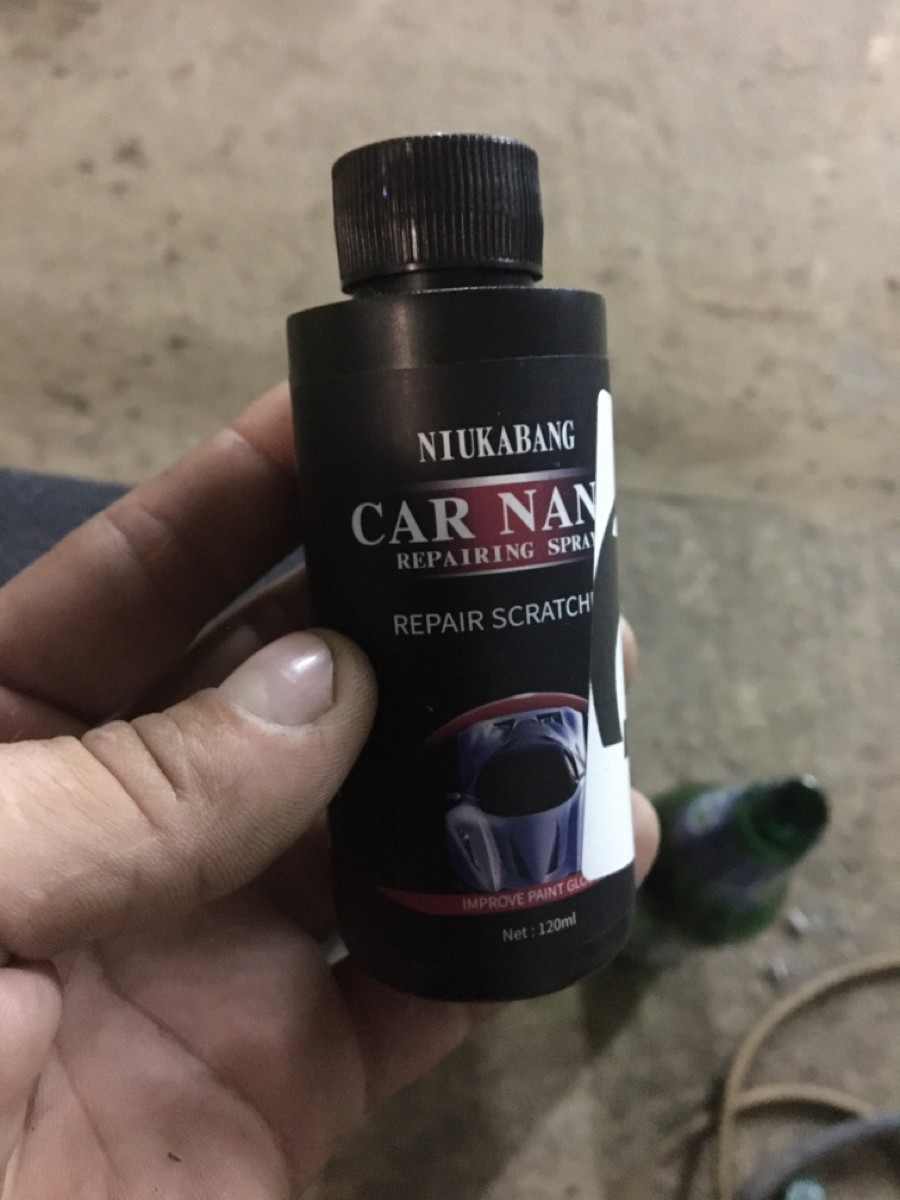 NIUKABANG
CAR NAN
REPAIRING SPRAY
REPAIR SCRATCH
IMPROVE PAINT GLO
Net : 120ml